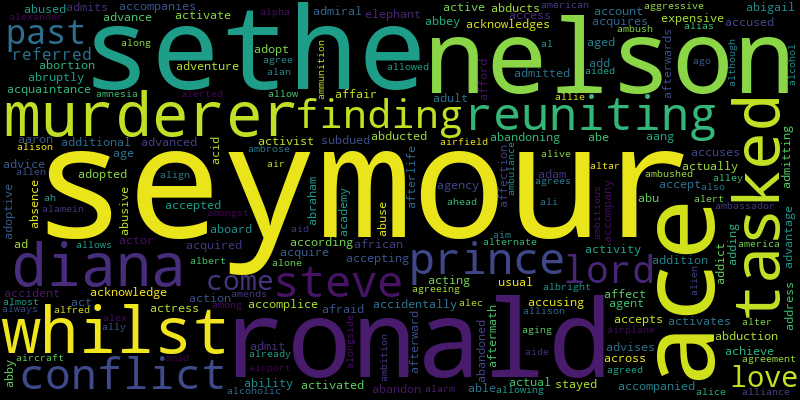 abused admits accompanies alpha admiral elephant american aggressive abigail
alexander advance activate access active abducts account alias accused
past along sethe nelson abbey acknowledges acquires expensive ambush
referred abortion adventure agree adopt allowed al admitted aged add ago although alcohol
abruptly alan ammunition aided afford afterwards
acquaintance amnesia alerted allow affair adult allie
murderer finding reuniting tasked
aaron additional advanced activist subdued abducted airfield abandoning abe aang admitting
alison age acid ambrose afterlife affection ambulance alive altar accuses actually
advice allen adopted align air academy agency adam ambushed accept also alley
seymour
adoptive absence abusive accepted abraham abuse ahead agrees ali ambitious accompany abu alert ambassador
ah alamein amongst aid aim ace america advantage
ad allows actor acquired aboard according african alternate activity addition adding
diana albert alone acquire accepting prince lord addict alien address
accident acknowledge come steve acting usual albright affect activates alter
almost act action amends accomplice afraid accidentally agreeing alec accusing agent abduction
always alfred actress among alongside afterward aftermath allison accepts achieve
whilst ronald aging across advises agreement
abby ally alex admit already ambition abandoned aide airplane agreed
aircraft amid airport
conflict ability activated abandon alarm able actual stayed accompanied alice love
alcoholic allowing alliance